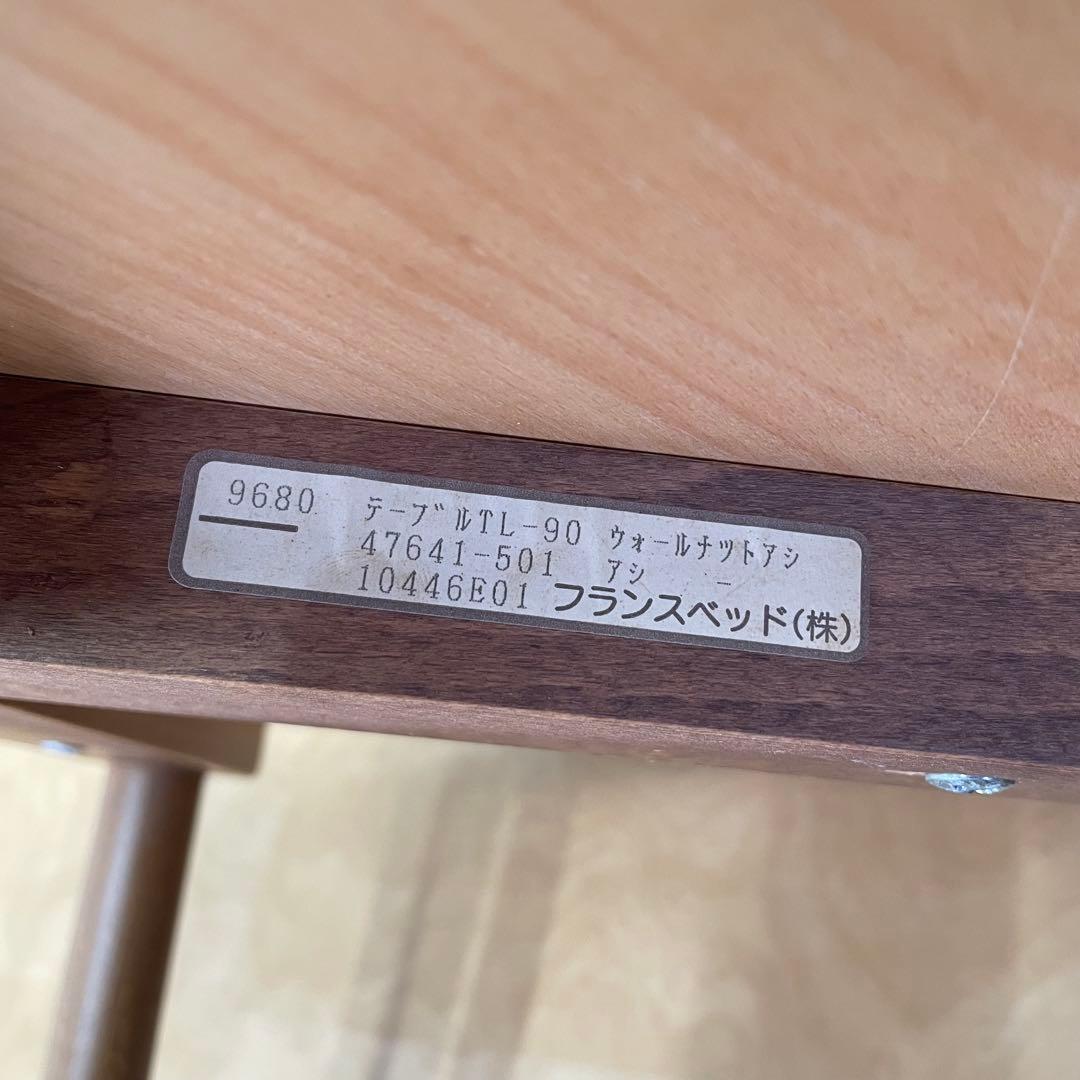 9680 テーブルTL-90 ウォールナツトアシ
47641-501 アシ -
10446E01 フランスベッド(株)